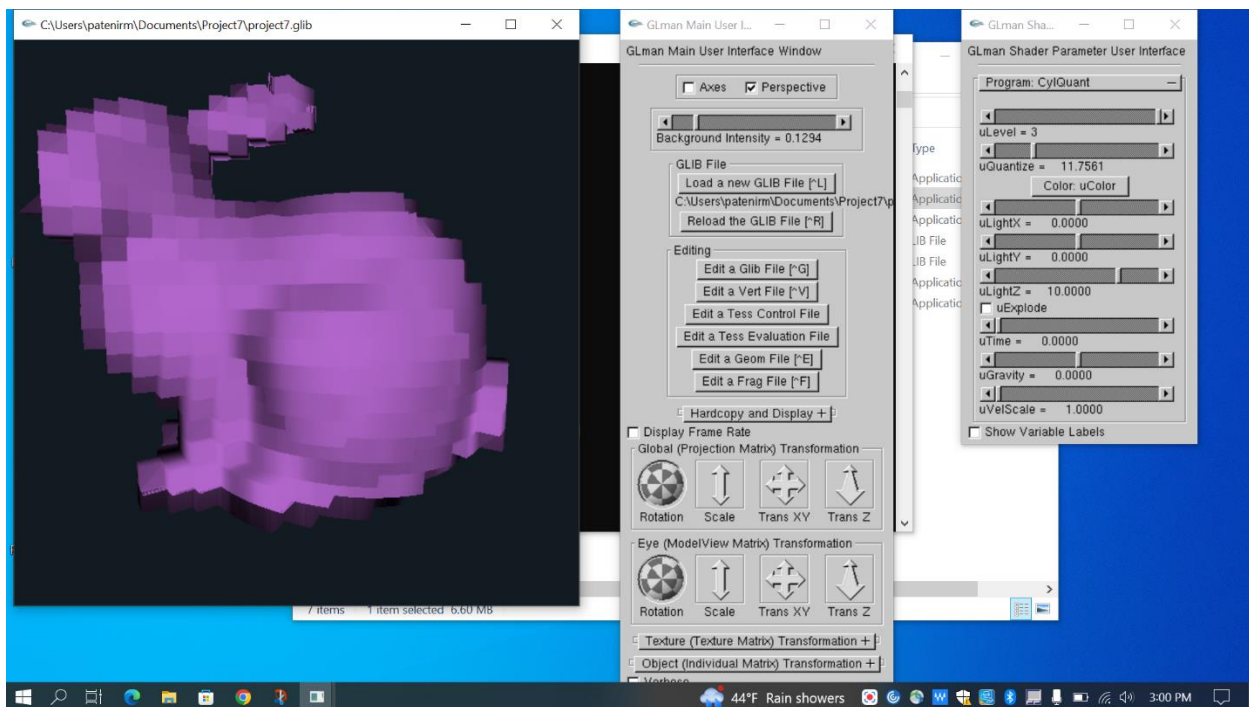 C:\Users\patenirm\Documents\Project7\project7.glib
GLman Main User I...
GLman Main User Interface Window
Axes
Perspective
Background Intensity = 0.1294
GLIB File
Load a new GLIB File [^L]
C:\Users\patenirm\Documents\Project7\p
Reload the GLIB File [^R]
Editing
Edit a Glib File [^G]
Edit a Vert File [^V]
Edit a Tess Control File
Edit a Tess Evaluation File
Edit a Geom File [^E]
Edit a Frag File [^F]
Hardcopy and Display +
Display Frame Rate
Global (Projection Matrix) Transformation
Rotation Scale Trans XY Trans Z
Eye (ModelView Matrix) Transformation
Rotation Scale Trans XY Trans Z
Texture (Texture Matrix) Transformation +
Object (Individual Matrix) Transformation +
Verbose
Type
Applicatio
Applicatio
Applicatio
LIB File
LIB File
Applicatio
Applicatio
GLman Sha...
GLman Shader Parameter User Interface
Program: CylQuant
uLevel = 3
uQuantize = 11.7561
Color: uColor
uLightX = 0.0000
uLightY = 0.0000
uLightZ = 10.0000
uExplode
uTime = 0.0000
uGravity = 0.0000
uVelScale = 1.0000
Show Variable Labels
7 items 1 item selected 6.60 MB
44°F Rain showers
3:00 PM